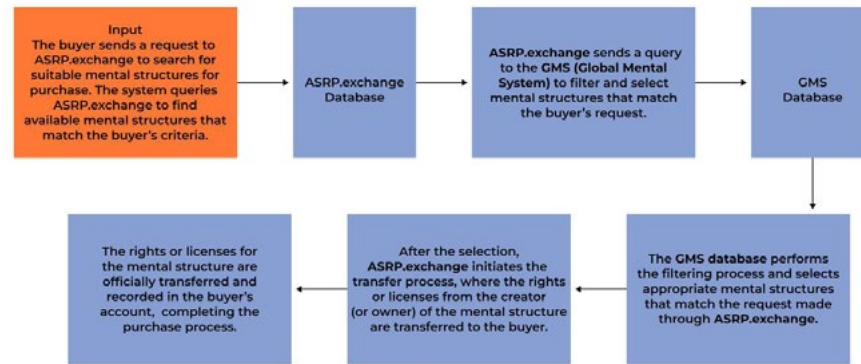 Input
The buyer sends a request to
ASRP.exchange to search for
suitable mental structures for
purchase. The system queries
ASRP.exchange to find
available mental structures that
match the buyer's criteria.
ASRP.exchange
Database
ASRP.exchange sends a query
to the GMS (Global Mental
System) to filter and select
mental structures that match
the buyer's request.
GMS
Database
The rights or licenses for
the mental structure are
officially transferred and
recorded in the buyer's
account, completing the
purchase process.
After the selection,
ASRP.exchange initiates the
transfer process, where the rights
or licenses from the creator
(or owner) of the mental structure
are transferred to the buyer.
The GMS database performs
the filtering process and selects
appropriate mental structures
that match the request made
through ASRP.exchange.